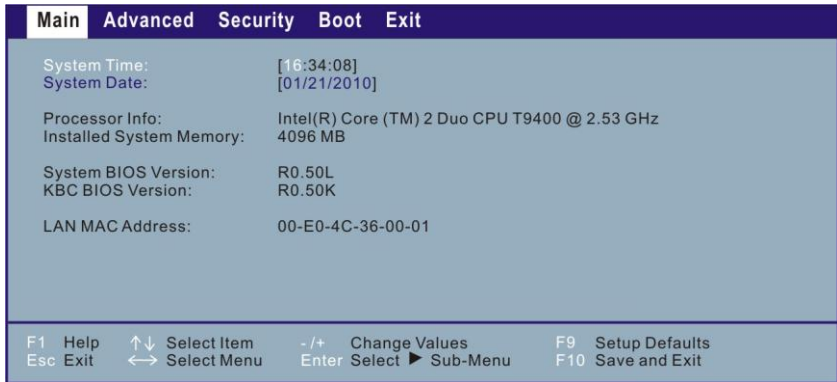 Main Advanced Security Boot Exit
System Time: [16:34:08]
System Date: [01/21/2010]
Processor Info: Intel(R) Core (TM) 2 Duo CPU T9400 @ 2.53 GHz
Installed System Memory: 4096 MB
System BIOS Version: R0.50L
KBC BIOS Version: R0.50K
LAN MAC Address: 00-E0-4C-36-00-01
F1 Help ↑↓ Select Item -/+ Change Values F9 Setup Defaults
Esc Exit ↔ Select Menu Enter Select ▶ Sub-Menu F10 Save and Exit